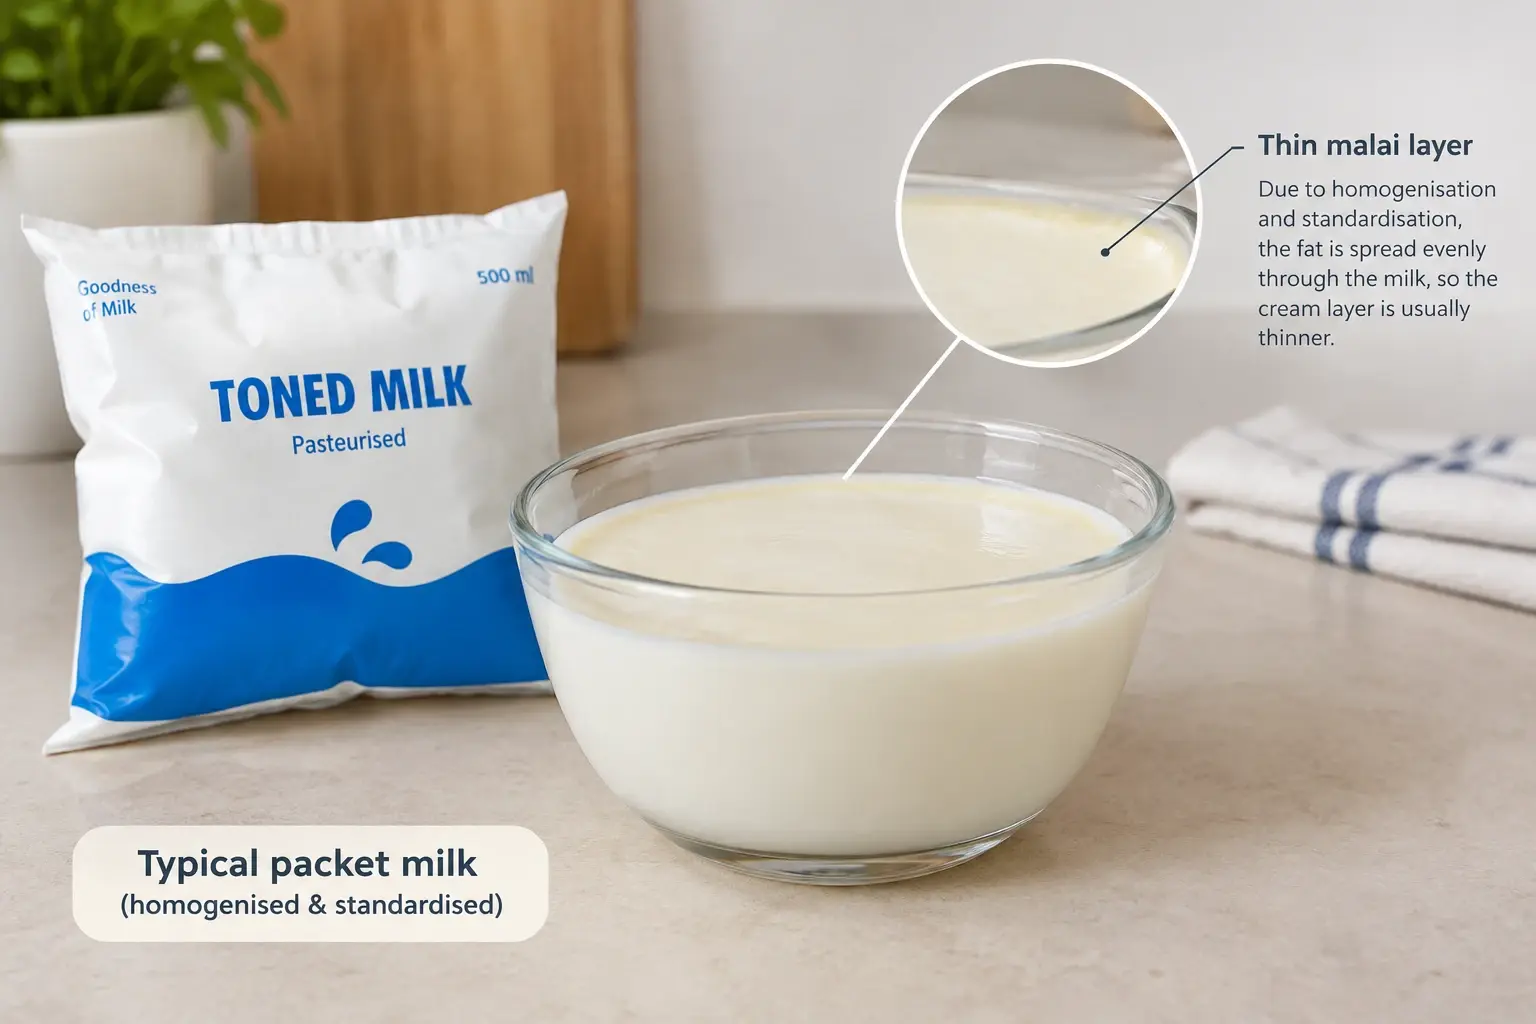 Goodness
of Milk
500 ml
TONED MILK
Pasteurised
Thin malai layer
Due to homogenisation
and standardisation,
the fat is spread evenly
through the milk, so the
cream layer is usually
thinner.
Typical packet milk
(homogenised & standardised)